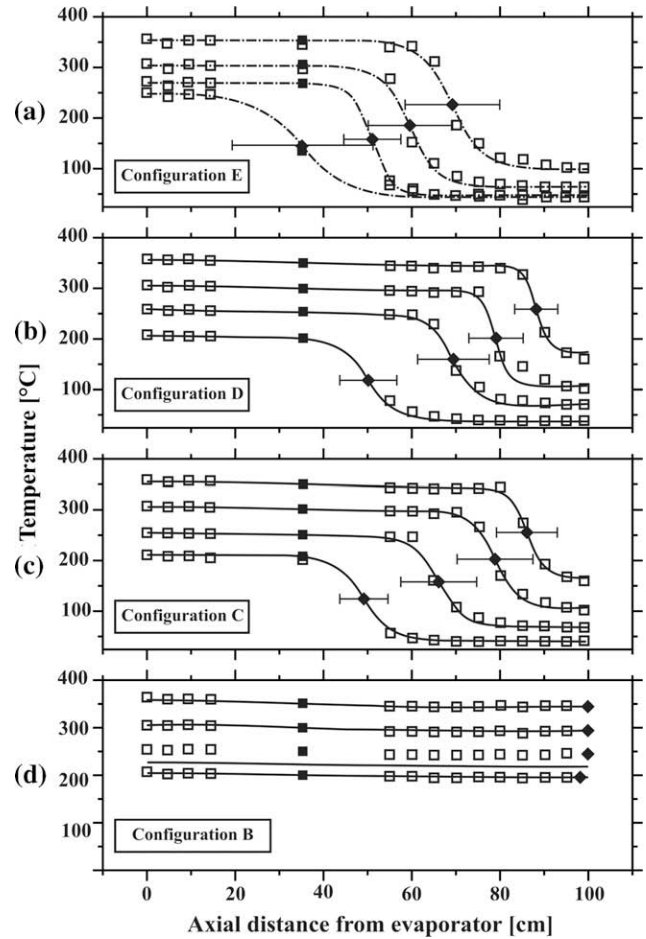 400
300
(a)
200
100
Configuration E
400
300
(b)
200
100
Configuration D
Temperature [°C]
400
300
(c)
200
100
Configuration C
400
300
(d)
200
100
Configuration B
0 20 40 60 80 100
Axial distance from evaporator [cm]